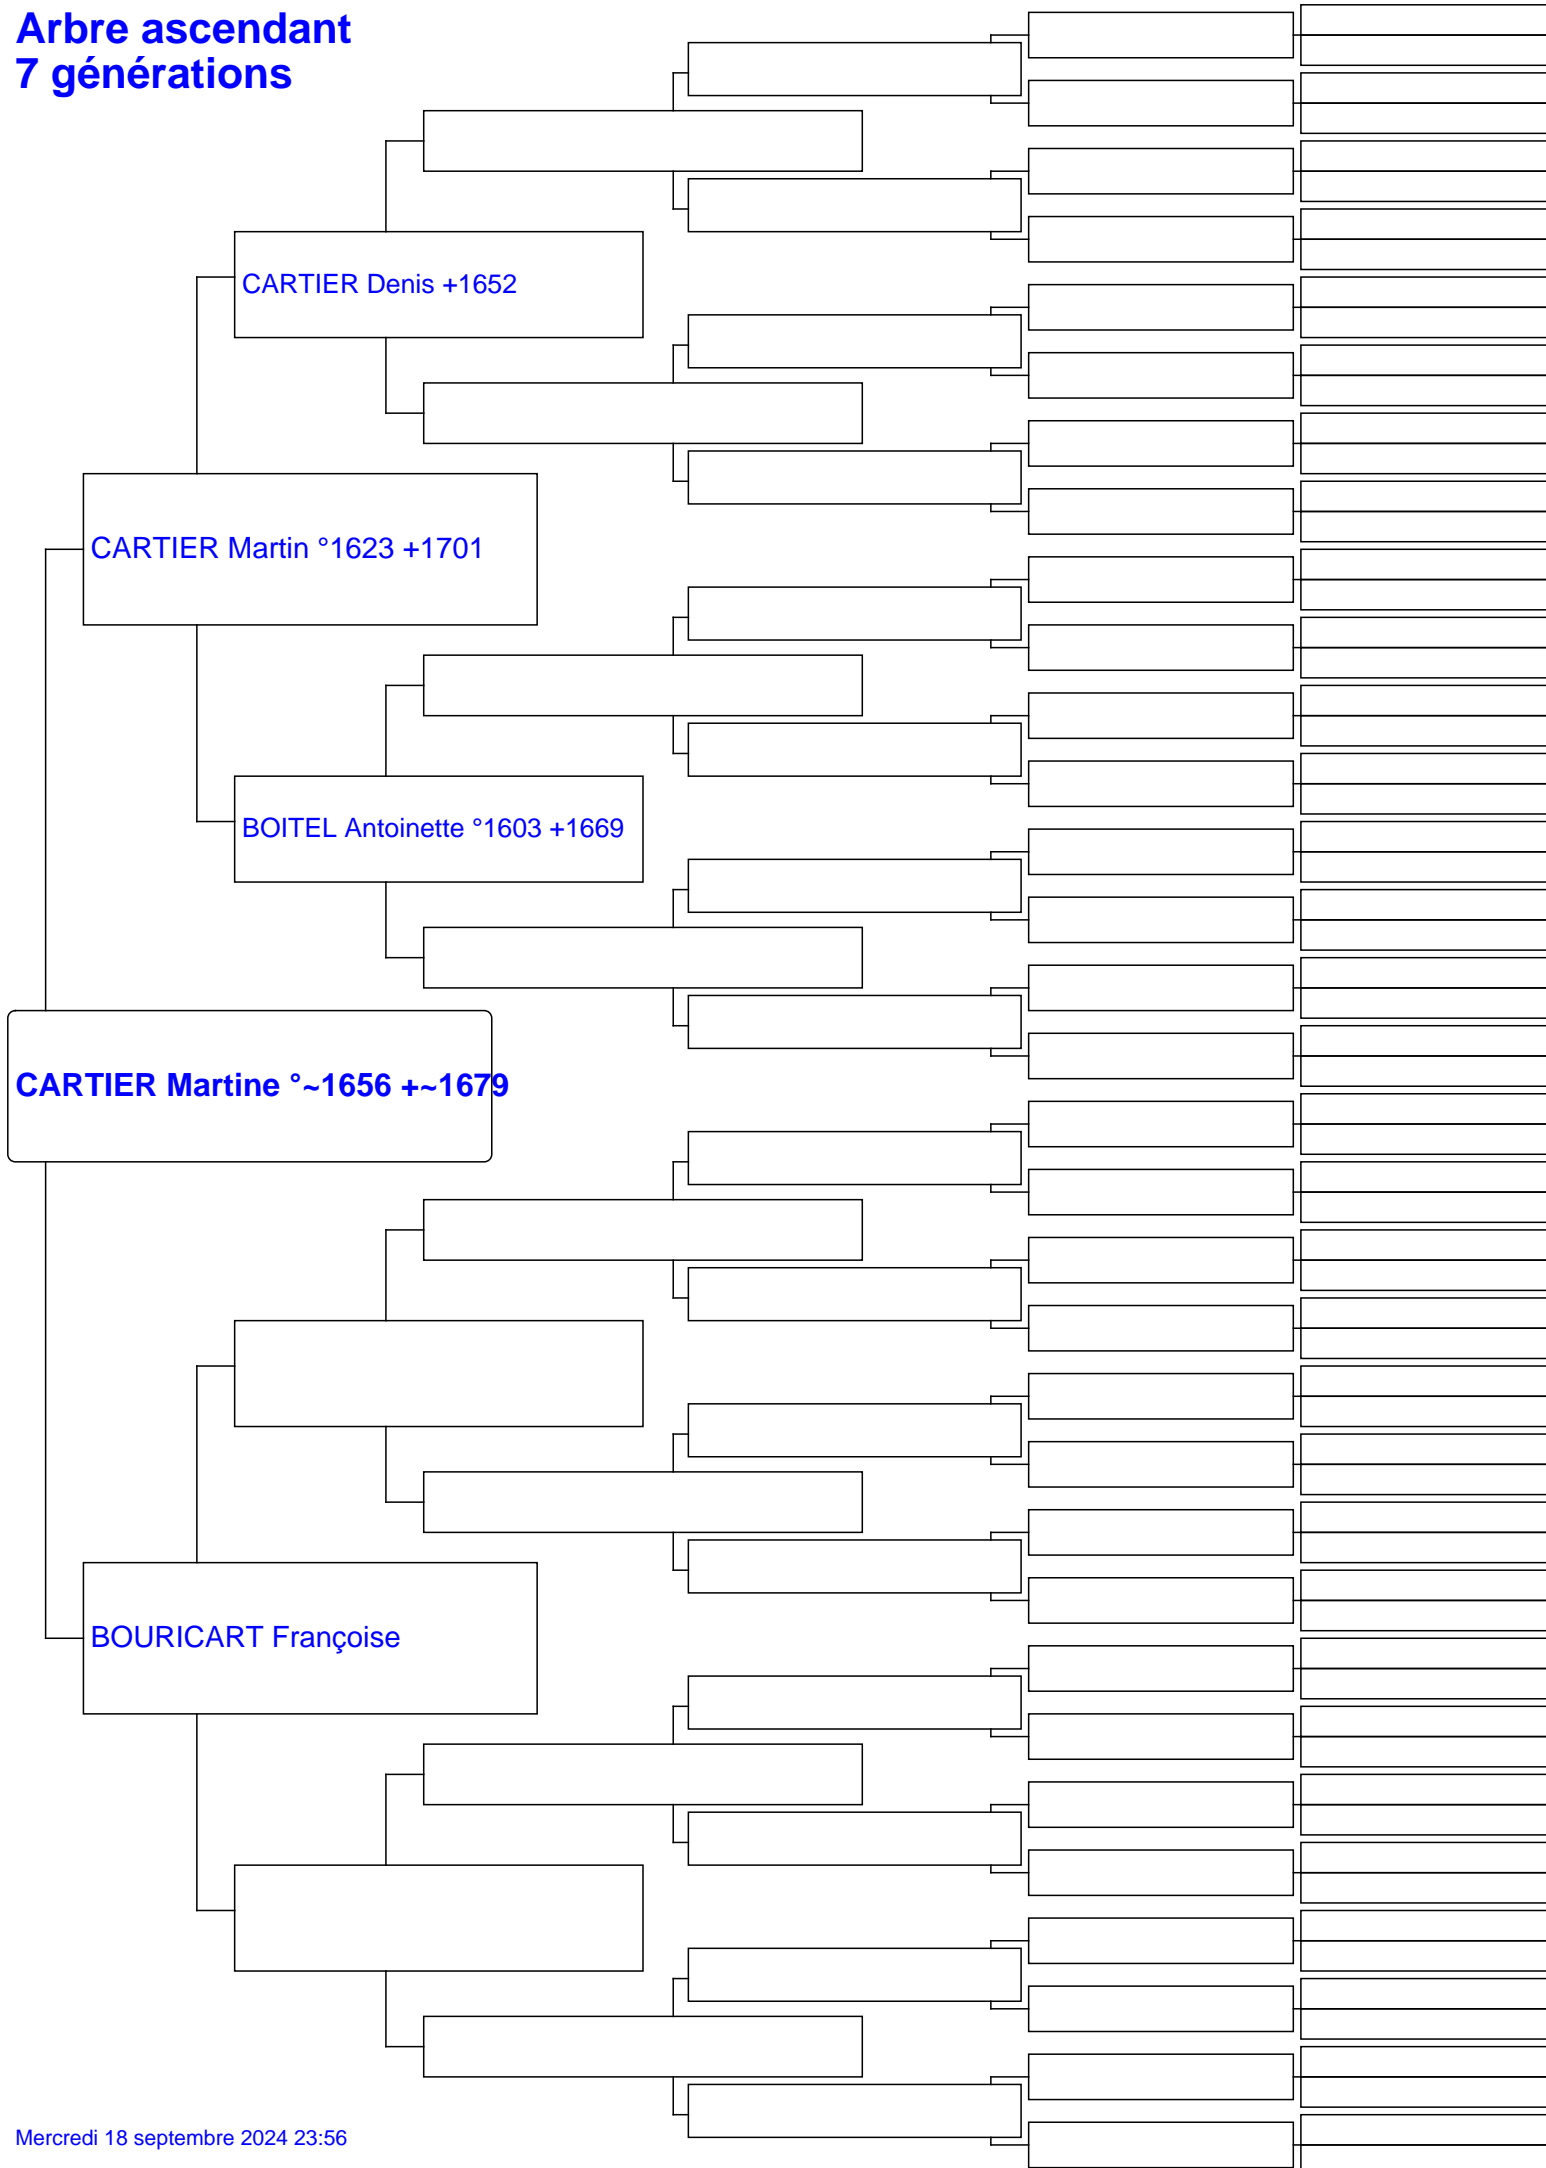 Arbre ascendant
7 générations
CARTIER Denis +1652
CARTIER Martin °1623 +1701
BOITEL Antoinette °1603 +1669
CARTIER Martine °~1656 +~1679
BOURICART Françoise
Mercredi 18 septembre 2024 23:56